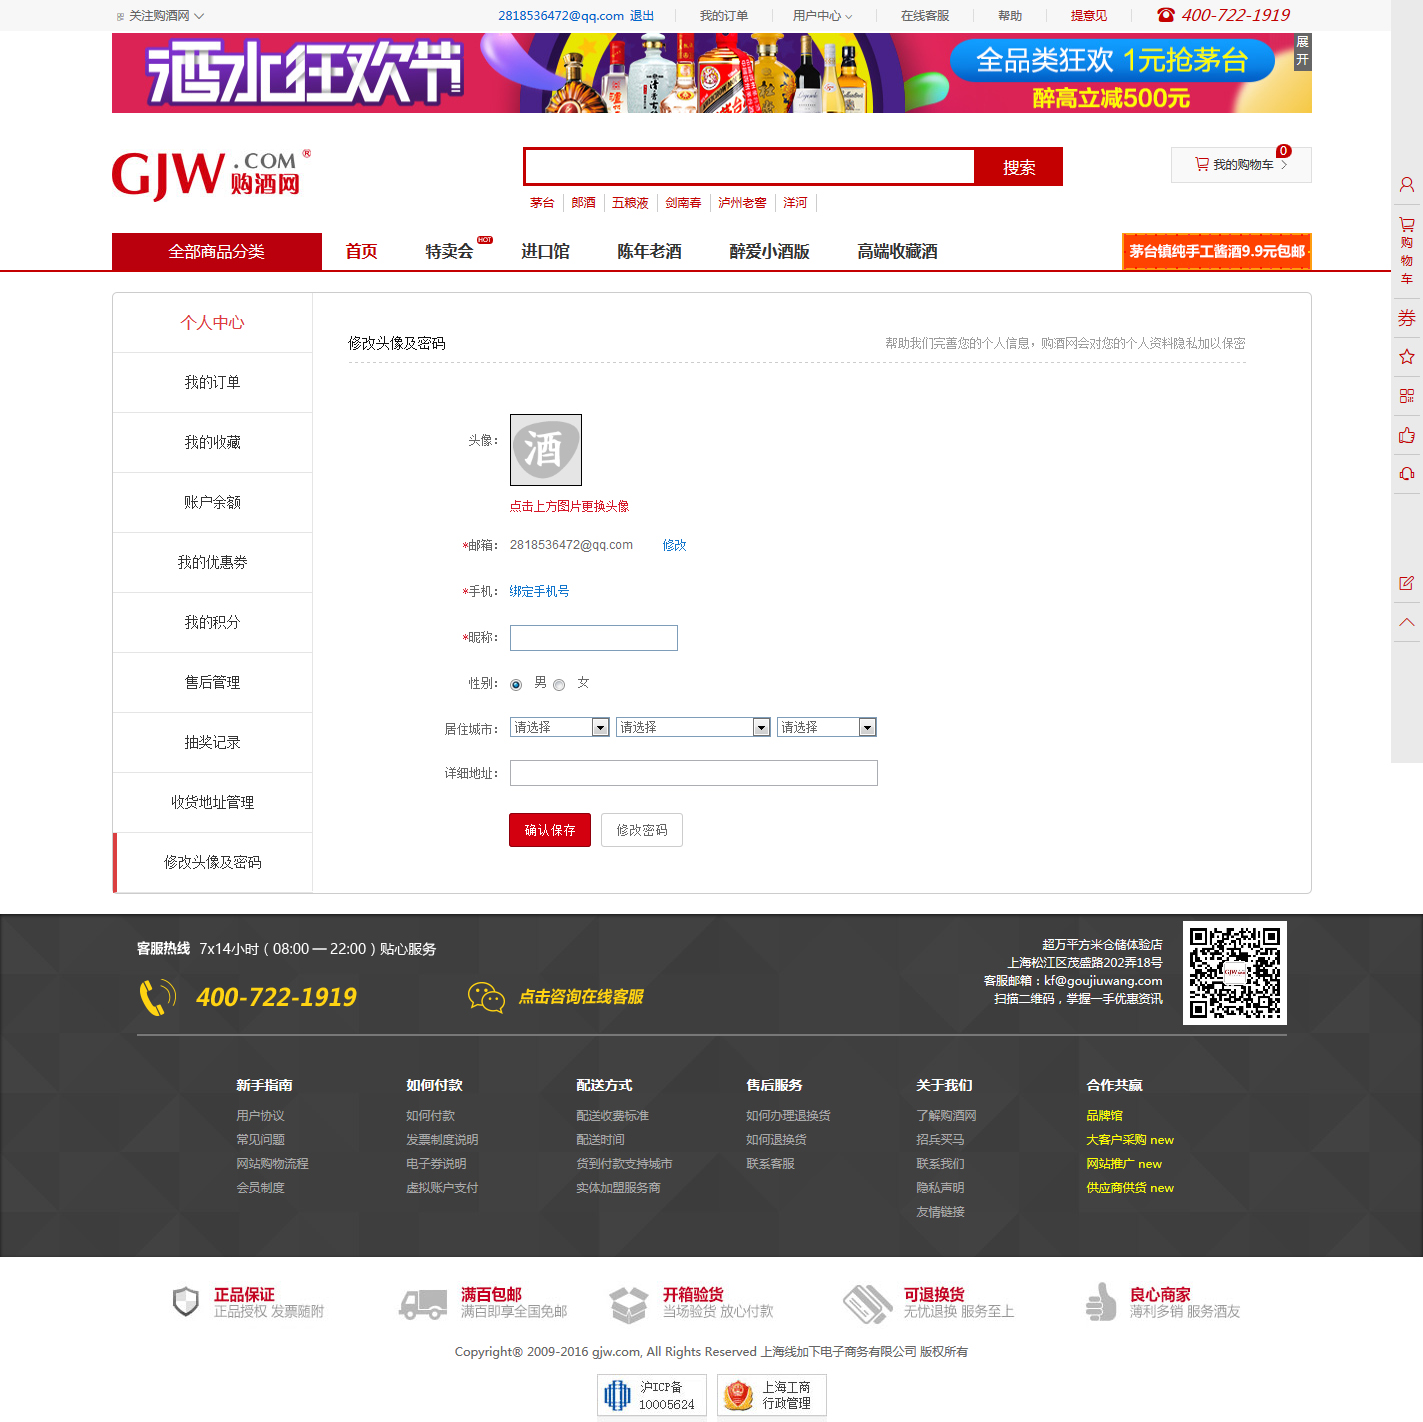 关注购酒网
2818536472@qq.com 退出
我的订单
用户中心
在线客服
帮助
提意见
400-722-1919
酒水狂欢节
全品类狂欢 1元抢茅台
醉高立减500元
展开
GJW.COM®
购酒网
搜索
我的购物车
0
茅台
郎酒
五粮液
剑南春
泸州老窖
洋河
全部商品分类
首页
特卖会
HOT
进口馆
陈年老酒
醉爱小酒版
高端收藏酒
茅台镇纯手工酱酒9.9元包邮
购物车
券
个人中心
我的订单
我的收藏
账户余额
我的优惠劵
我的积分
售后管理
抽奖记录
收货地址管理
修改头像及密码
修改头像及密码
帮助我们完善您的个人信息，购酒网会对您的个人资料隐私加以保密
头像：
酒
点击上方图片更换头像
*邮箱： 2818536472@qq.com 修改
*手机： 绑定手机号
*昵称：
性别： 男 女
居住城市： 请选择 请选择 请选择
详细地址：
确认保存 修改密码
客服热线 7x14小时（08:00 — 22:00）贴心服务
400-722-1919
点击咨询在线客服
超万平方米仓储体验店
上海松江区茂盛路202弄18号
客服邮箱：kf@goujiuwang.com
扫描二维码，掌握一手优惠资讯
GJW
新手指南
用户协议
常见问题
网站购物流程
会员制度
如何付款
如何付款
发票制度说明
电子券说明
虚拟账户支付
配送方式
配送收费标准
配送时间
货到付款支持城市
实体加盟服务商
售后服务
如何办理退换货
如何退换货
联系客服
关于我们
了解购酒网
招兵买马
联系我们
隐私声明
友情链接
合作共赢
品牌馆
大客户采购 new
网站推广 new
供应商供货 new
正品保证
正品授权 发票随附
满百包邮
满百即享全国免邮
开箱验货
当场验货 放心付款
可退换货
无忧退换 服务至上
良心商家
薄利多销 服务酒友
Copyright® 2009-2016 gjw.com, All Rights Reserved 上海线加下电子商务有限公司 版权所有
沪ICP备
10005624
上海工商
行政管理